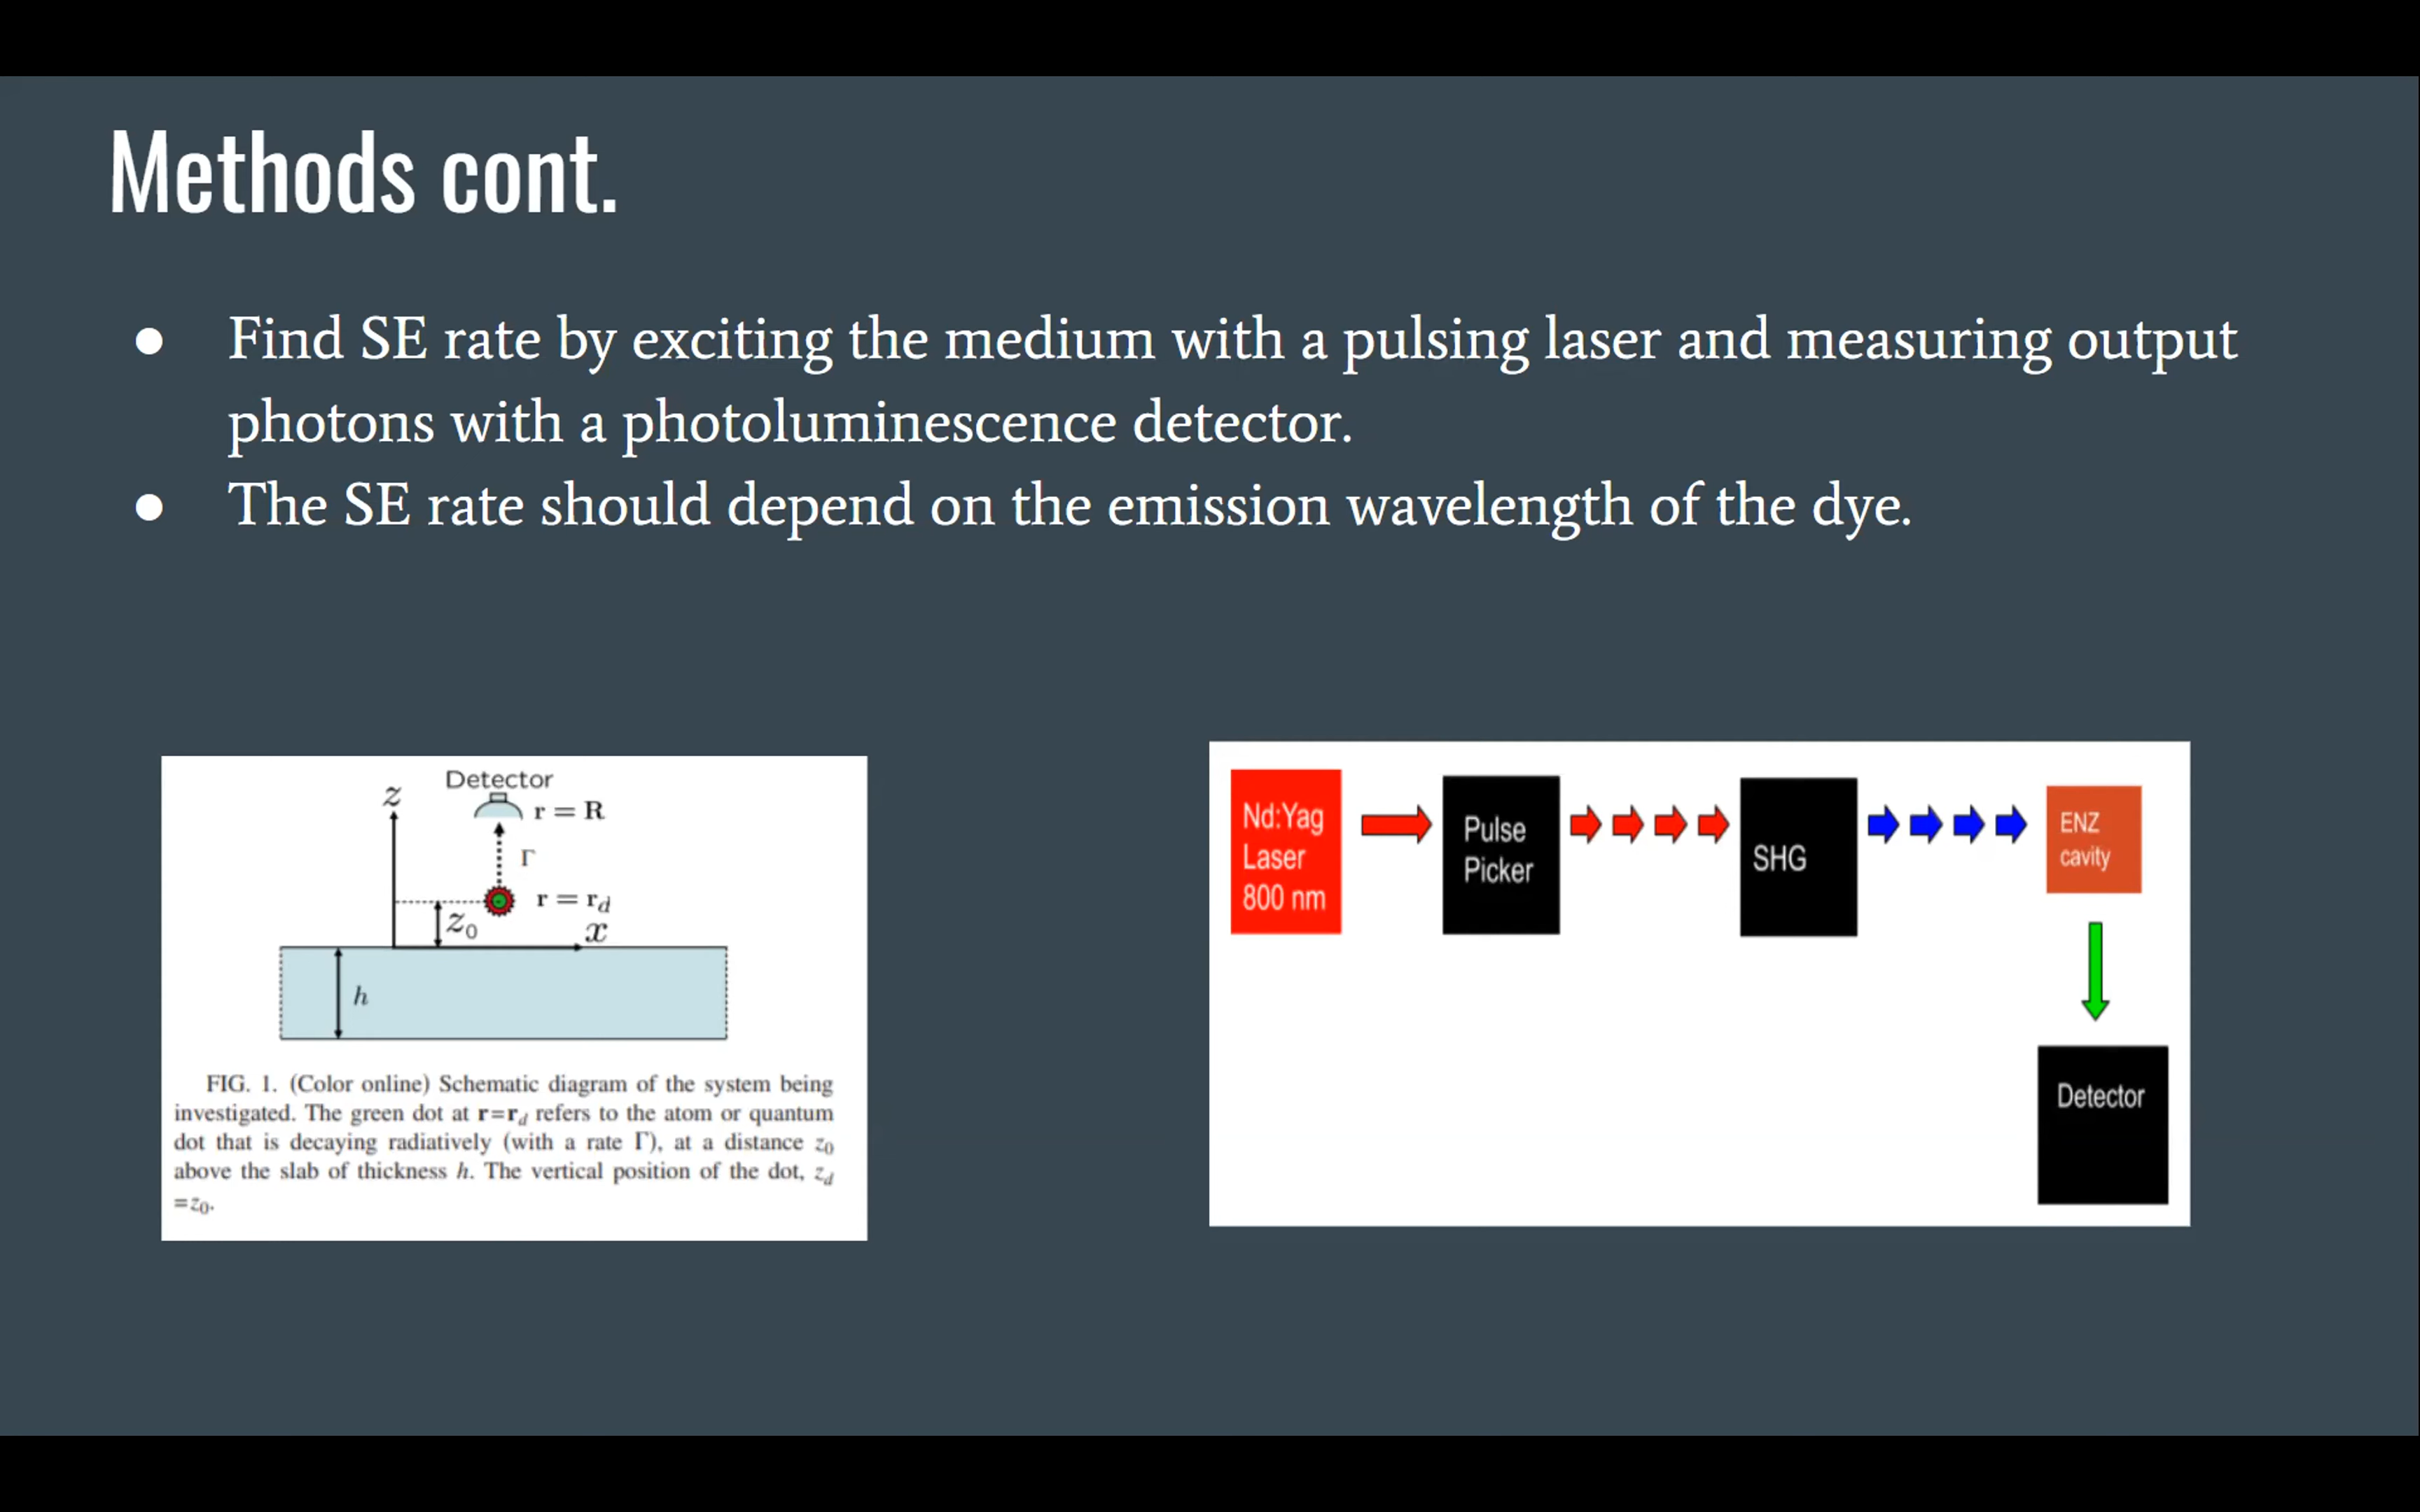 Methods cont.
● Find SE rate by exciting the medium with a pulsing laser and measuring output
photons with a photoluminescence detector.
● The SE rate should depend on the emission wavelength of the dye.
Detector
z
r = R
Γ
r = r_d
z_0
x
h
FIG. 1. (Color online) Schematic diagram of the system being
investigated. The green dot at r=r_d refers to the atom or quantum
dot that is decaying radiatively (with a rate Γ), at a distance z_0
above the slab of thickness h. The vertical position of the dot, z_d
=z_0.
Nd:Yag
Laser
800 nm
Pulse
Picker
SHG
ENZ
cavity
Detector